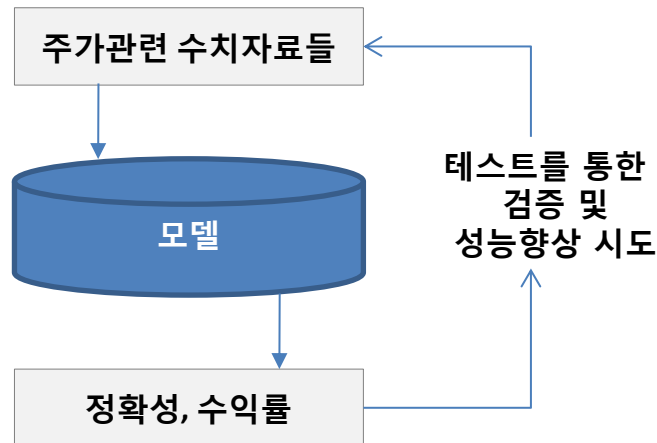 주가관련 수치자료들
모델
테스트를 통한
검증 및
성능향상 시도
정확성, 수익률